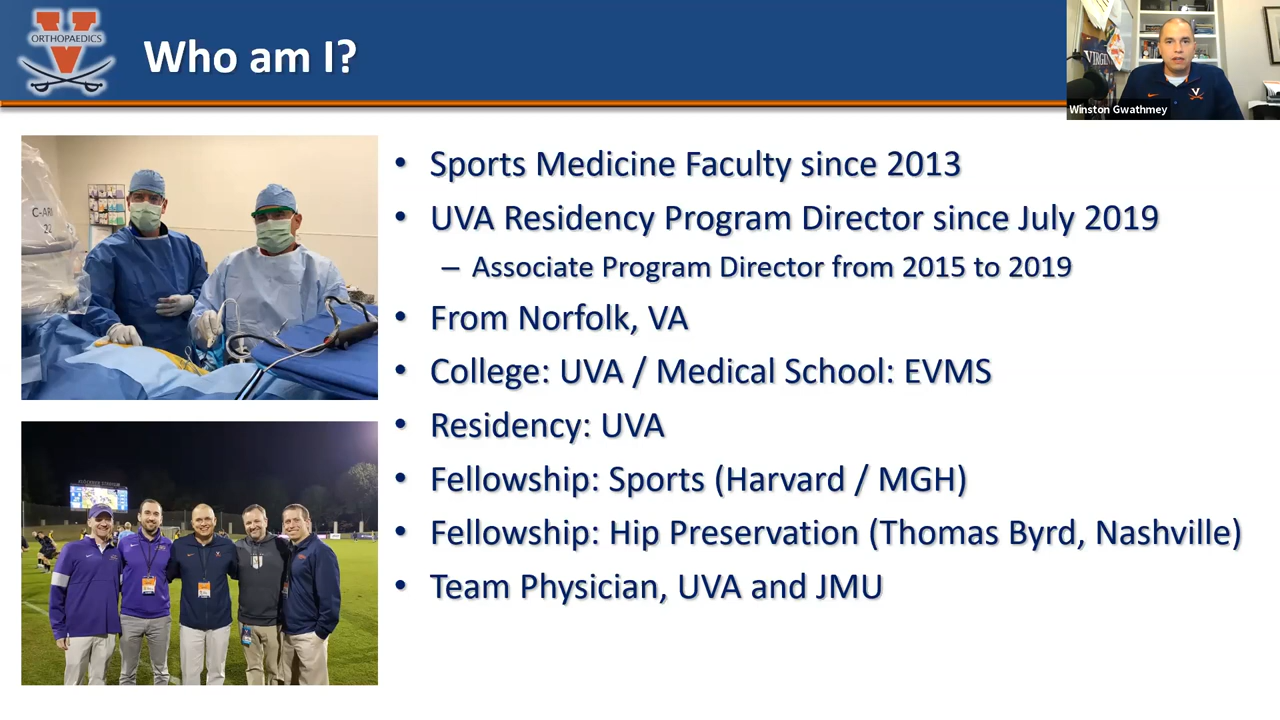 ORTHOPAEDICS
V
Who am I?
VIRGIN
V
Winston Gwathmey
C-AR
• Sports Medicine Faculty since 2013
• UVA Residency Program Director since July 2019
– Associate Program Director from 2015 to 2019
• From Norfolk, VA
• College: UVA / Medical School: EVMS
• Residency: UVA
• Fellowship: Sports (Harvard / MGH)
• Fellowship: Hip Preservation (Thomas Byrd, Nashville)
• Team Physician, UVA and JMU